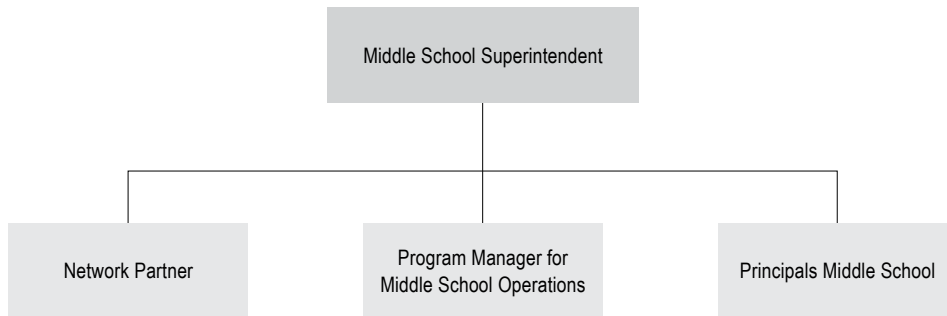 Middle School Superintendent
Network Partner
Program Manager for
Middle School Operations
Principals Middle School